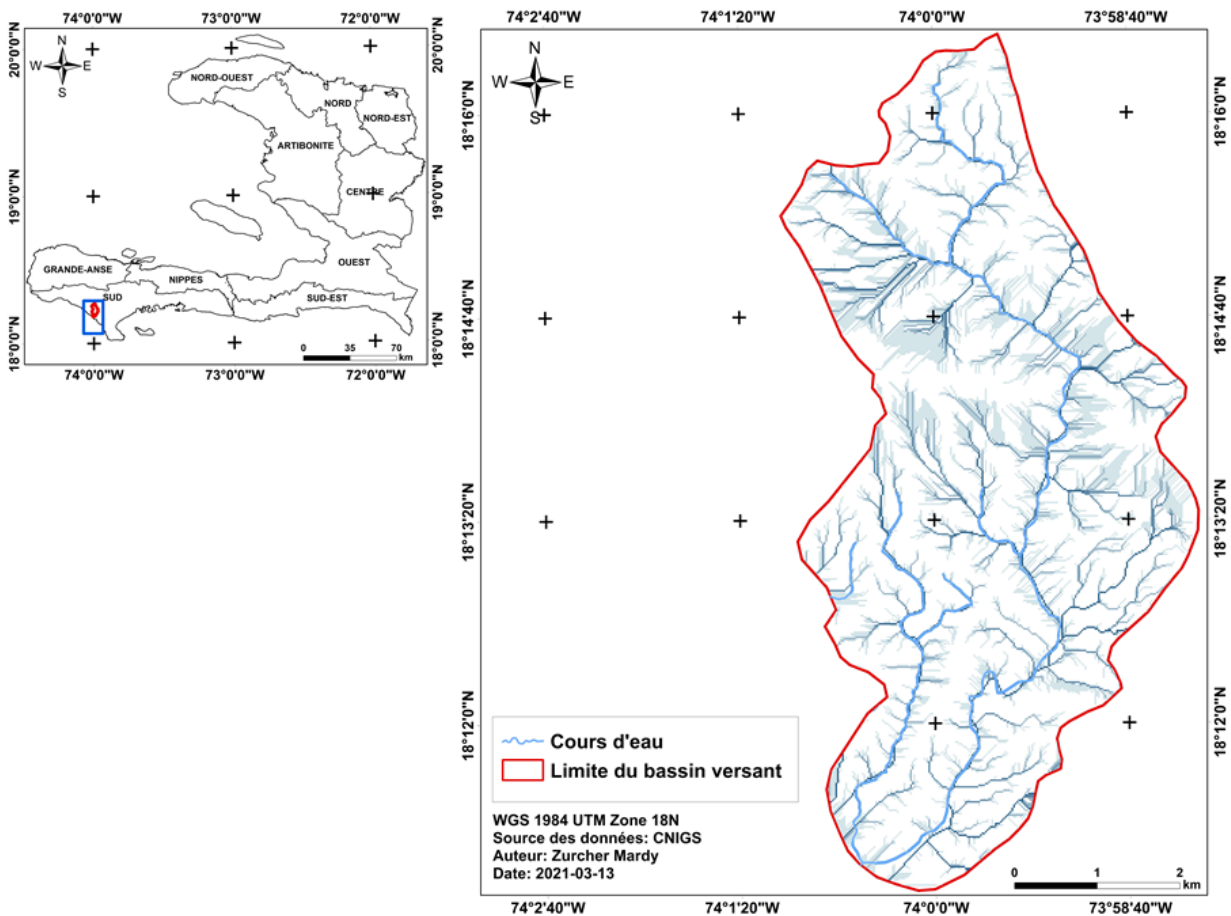 74°0'0"W 73°0'0"W 72°0'0"W
20°0'0"N
19°0'0"N
18°0'0"N
N
W E
S
NORD-OUEST
NORD
NORD-EST
ARTIBONITE
CENTRE
OUEST
GRANDE-ANSE
NIPPES
SUD
SUD-EST
0 35 70
km
20°0'0"N
19°0'0"N
18°0'0"N
74°0'0"W 73°0'0"W 72°0'0"W
74°2'40"W 74°1'20"W 74°0'0"W 73°58'40"W
18°16'0"N
18°14'40"N
18°13'20"N
18°12'0"N
N
W E
S
Cours d'eau
Limite du bassin versant
WGS 1984 UTM Zone 18N
Source des données: CNIGS
Auteur: Zurcher Mardy
Date: 2021-03-13
0 1 2
km
18°16'0"N
18°14'40"N
18°13'20"N
18°12'0"N
74°2'40"W 74°1'20"W 74°0'0"W 73°58'40"W